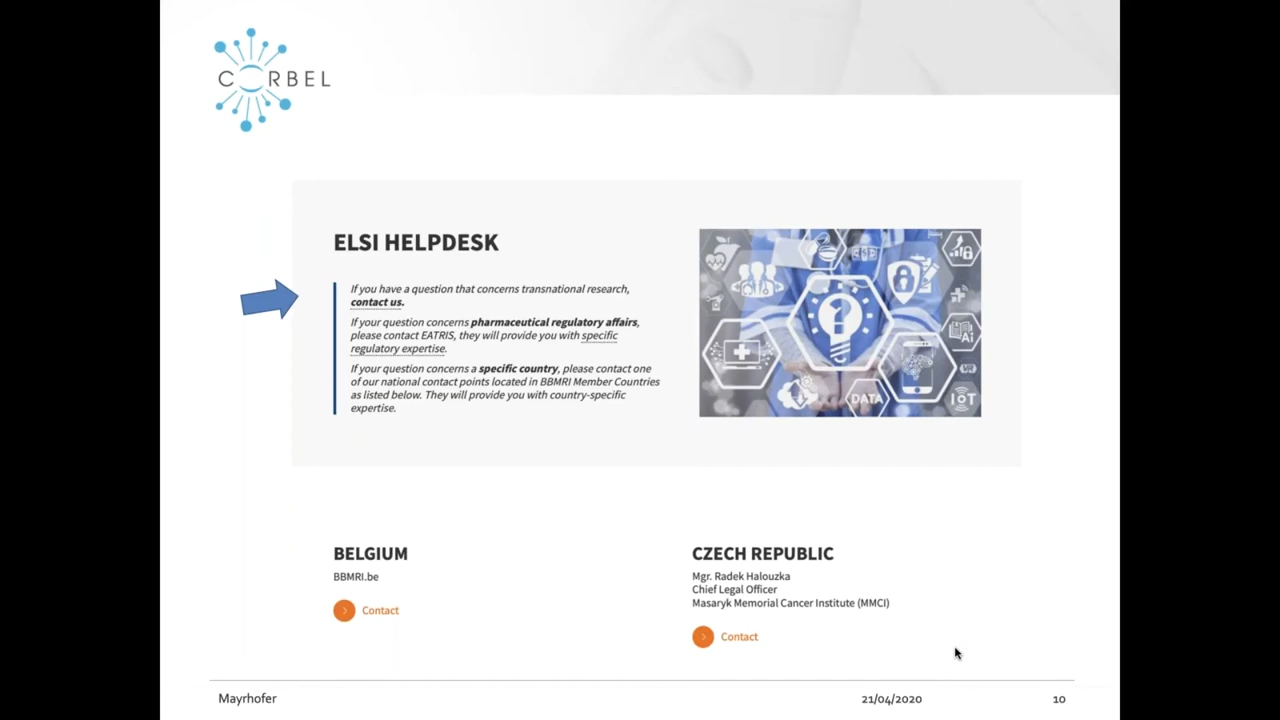 CORBEL
ELSI HELPDESK
If you have a question that concerns transnational research,
contact us.
If your question concerns pharmaceutical regulatory affairs,
please contact EATRIS, they will provide you with specific
regulatory expertise.
If your question concerns a specific country, please contact one
of our national contact points located in BBMRI Member Countries
as listed below. They will provide you with country-specific
expertise.
Ai
VR
DATA
IoT
BELGIUM
BBMRI.be
Contact
CZECH REPUBLIC
Mgr. Radek Halouzka
Chief Legal Officer
Masaryk Memorial Cancer Institute (MMCI)
Contact
Mayrhofer
21/04/2020
10